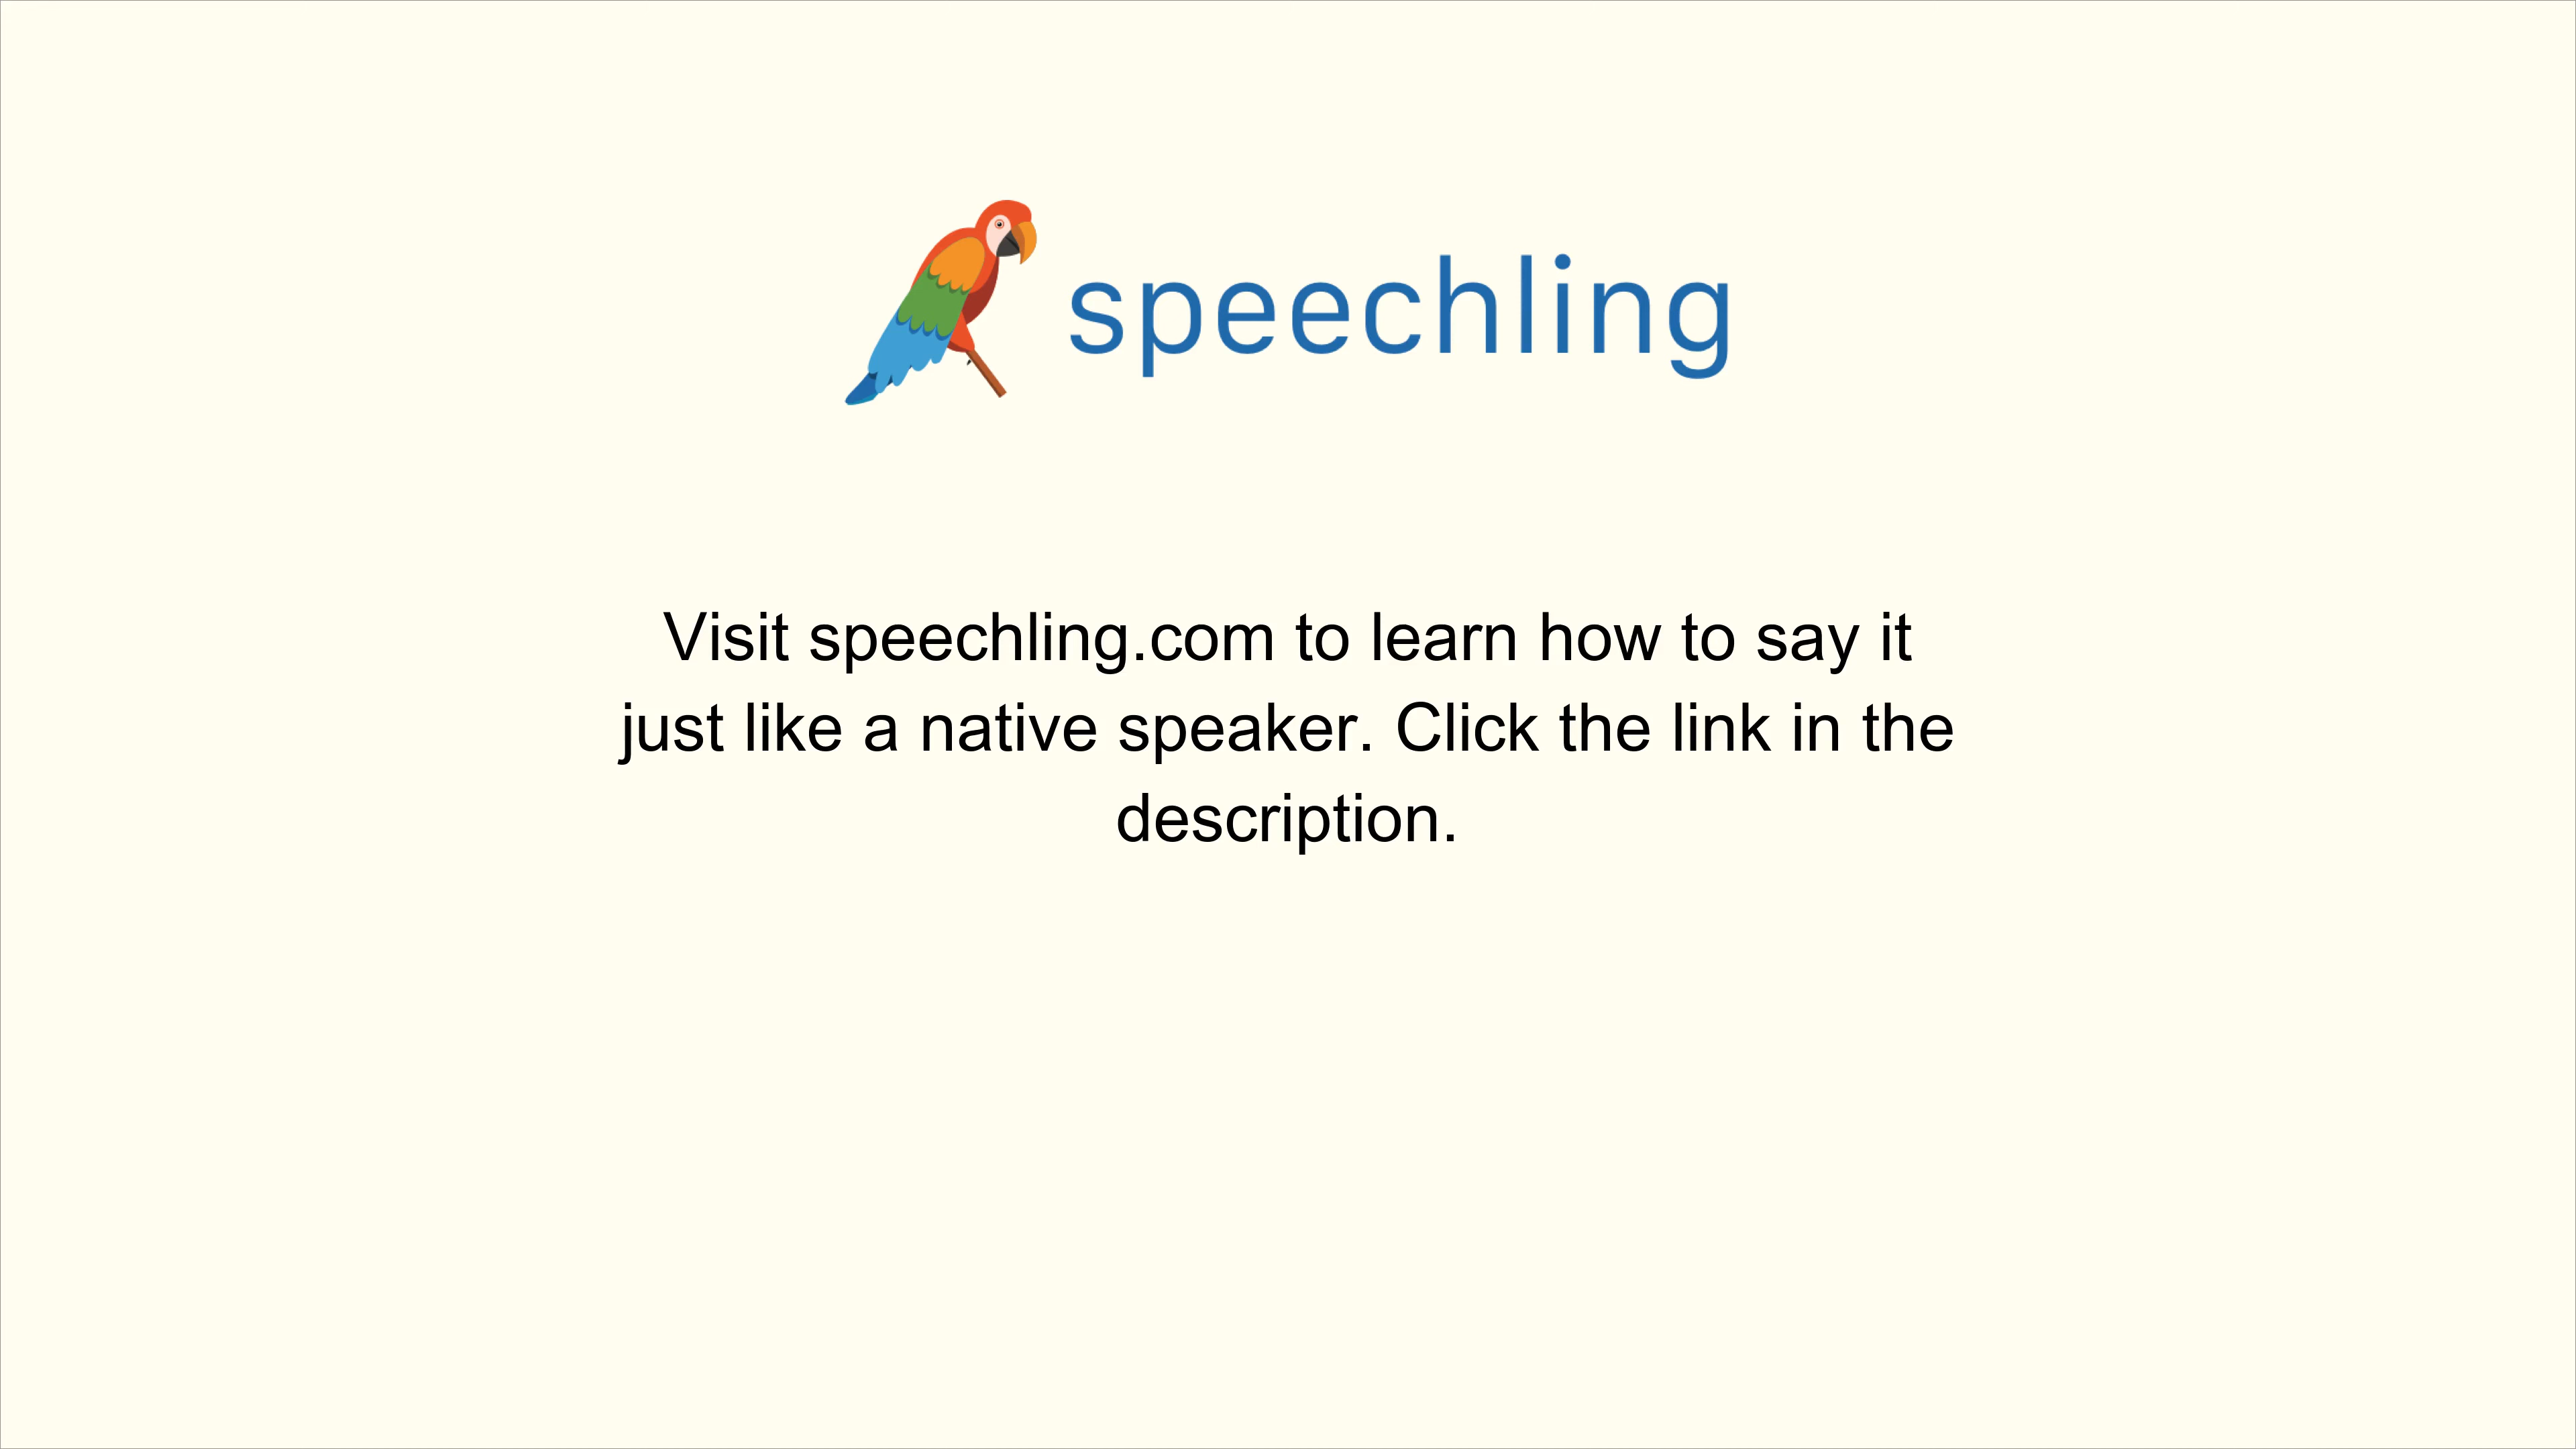 speechling
Visit speechling.com to learn how to say it
just like a native speaker. Click the link in the
description.